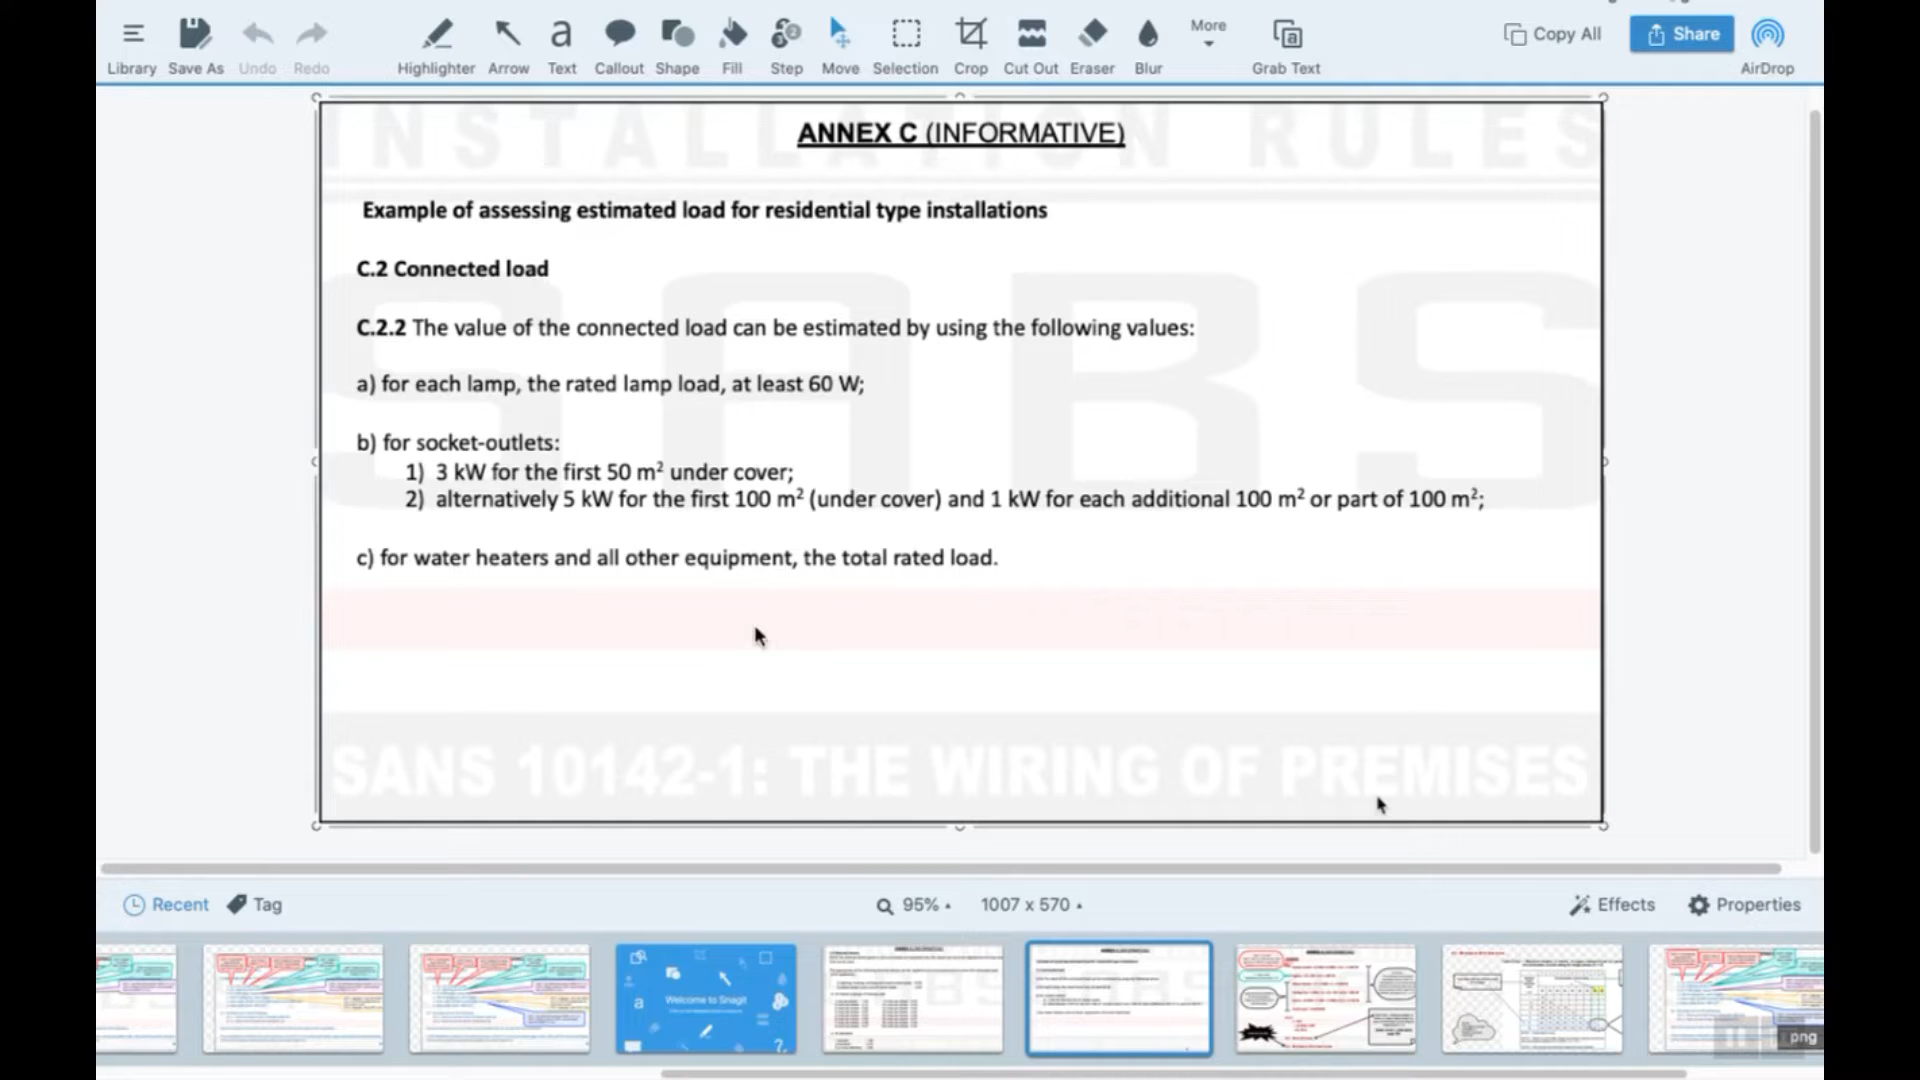 Library Save As Undo Redo Highlighter Arrow Text Callout Shape Fill Step Move Selection Crop Cut Out Eraser Blur More Grab Text Copy All Share AirDrop
INSTALLATION RULES
ANNEX C (INFORMATIVE)
Example of assessing estimated load for residential type installations
C.2 Connected load
SABS
C.2.2 The value of the connected load can be estimated by using the following values:
a) for each lamp, the rated lamp load, at least 60 W;
b) for socket-outlets:
1) 3 kW for the first 50 m² under cover;
2) alternatively 5 kW for the first 100 m² (under cover) and 1 kW for each additional 100 m² or part of 100 m²;
c) for water heaters and all other equipment, the total rated load.
SANS 10142-1: THE WIRING OF PREMISES
Recent Tag 95% 1007 x 570 Effects Properties
Welcome to Snagit
png